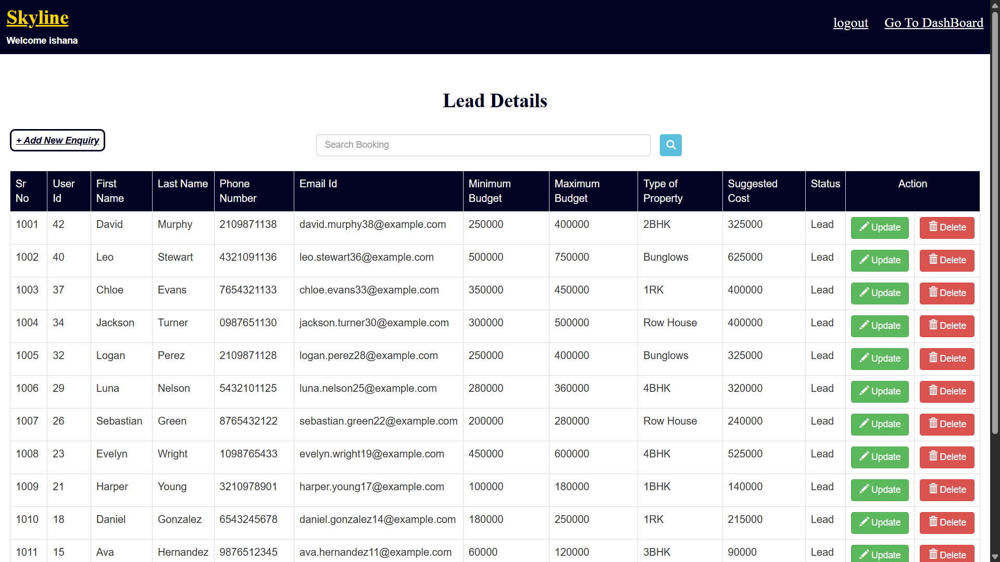 Skyline
Welcome ishana
logout Go To DashBoard
Lead Details
+ Add New Enquiry
Search Booking
Sr No User Id First Name Last Name Phone Number Email Id Minimum Budget Maximum Budget Type of Property Suggested Cost Status Action
1001 42 David Murphy 2109871138 david.murphy38@example.com 250000 400000 2BHK 325000 Lead Update Delete
1002 40 Leo Stewart 4321091136 leo.stewart36@example.com 500000 750000 Bunglows 625000 Lead Update Delete
1003 37 Chloe Evans 7654321133 chloe.evans33@example.com 350000 450000 1RK 400000 Lead Update Delete
1004 34 Jackson Turner 0987651130 jackson.turner30@example.com 300000 500000 Row House 400000 Lead Update Delete
1005 32 Logan Perez 2109871128 logan.perez28@example.com 250000 400000 Bunglows 325000 Lead Update Delete
1006 29 Luna Nelson 5432101125 luna.nelson25@example.com 280000 360000 4BHK 320000 Lead Update Delete
1007 26 Sebastian Green 8765432122 sebastian.green22@example.com 200000 280000 Row House 240000 Lead Update Delete
1008 23 Evelyn Wright 1098765433 evelyn.wright19@example.com 450000 600000 4BHK 525000 Lead Update Delete
1009 21 Harper Young 3210978901 harper.young17@example.com 100000 180000 1BHK 140000 Lead Update Delete
1010 18 Daniel Gonzalez 6543245678 daniel.gonzalez14@example.com 180000 250000 1RK 215000 Lead Update Delete
1011 15 Ava Hernandez 9876512345 ava.hernandez11@example.com 60000 120000 3BHK 90000 Lead Update Delete